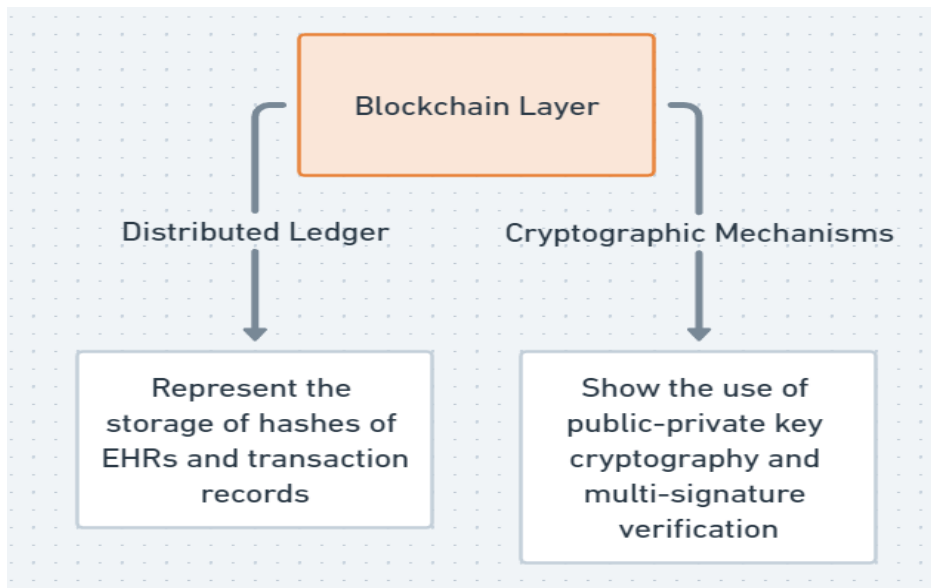 Blockchain Layer
Distributed Ledger
Cryptographic Mechanisms
Represent the
storage of hashes of
EHRs and transaction
records
Show the use of
public-private key
cryptography and
multi-signature
verification